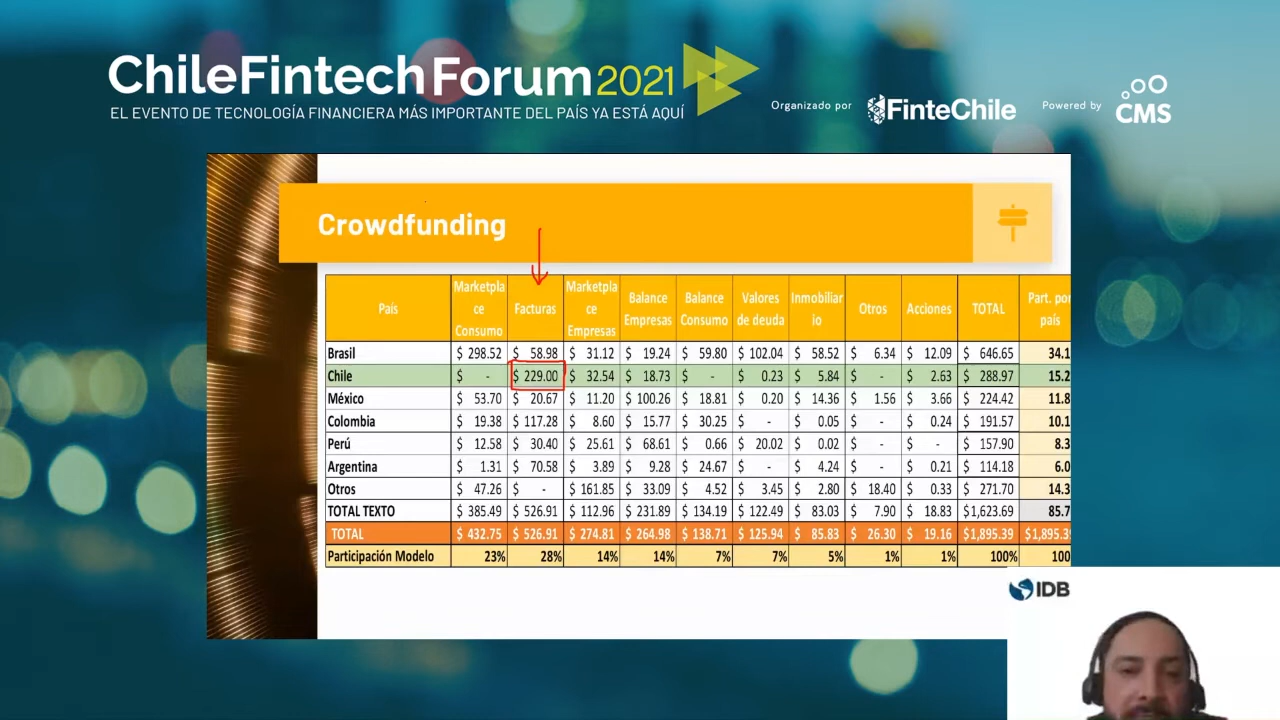 ChileFintechForum2021
EL EVENTO DE TECNOLOGÍA FINANCIERA MÁS IMPORTANTE DEL PAÍS YA ESTÁ AQUÍ
Organizado por FinteChile Powered by CMS
Crowdfunding
País Marketpla ce Consumo Facturas Marketpla ce Empresas Balance Empresas Balance Consumo Valores de deuda Inmobiliar io Otros Acciones TOTAL Part. por país
Brasil $ 298.52 $ 58.98 $ 31.12 $ 19.24 $ 59.80 $ 102.04 $ 58.52 $ 6.34 $ 12.09 $ 646.65 34.1
Chile $ - $ 229.00 $ 32.54 $ 18.73 $ - $ 0.23 $ 5.84 $ - $ 2.63 $ 288.97 15.2
México $ 53.70 $ 20.67 $ 11.20 $ 100.26 $ 18.81 $ 0.20 $ 14.36 $ 1.56 $ 3.66 $ 224.42 11.8
Colombia $ 19.38 $ 117.28 $ 8.60 $ 15.77 $ 30.25 $ - $ 0.05 $ - $ 0.24 $ 191.57 10.1
Perú $ 12.58 $ 30.40 $ 25.61 $ 68.61 $ 0.66 $ 20.02 $ 0.02 $ - $ - $ 157.90 8.3
Argentina $ 1.31 $ 70.58 $ 3.89 $ 9.28 $ 24.67 $ - $ 4.24 $ - $ 0.21 $ 114.18 6.0
Otros $ 47.26 $ - $ 161.85 $ 33.09 $ 4.52 $ 3.45 $ 2.80 $ 18.40 $ 0.33 $ 271.70 14.3
TOTAL TEXTO $ 385.49 $ 526.91 $ 112.96 $ 231.89 $ 134.19 $ 122.49 $ 83.03 $ 7.90 $ 18.83 $1,623.69 85.7
TOTAL $ 432.75 $ 526.91 $ 274.81 $ 264.98 $ 138.71 $ 125.94 $ 85.83 $ 26.30 $ 19.16 $1,895.39 $1,895.3
Participación Modelo 23% 28% 14% 14% 7% 7% 5% 1% 1% 100% 100
IDB